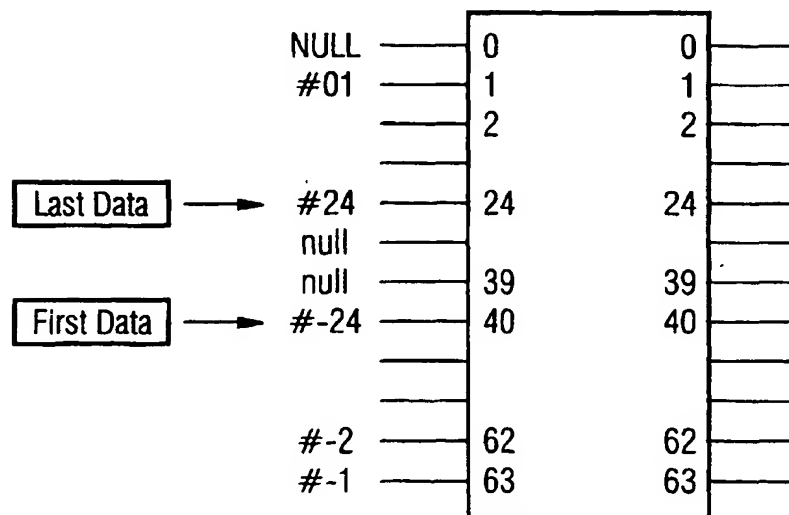 NULL 0 0
#01 1 1
2 2
Last Data #24 24 24
null
null 39 39
First Data #-24 40 40
#-2 62 62
#-1 63 63